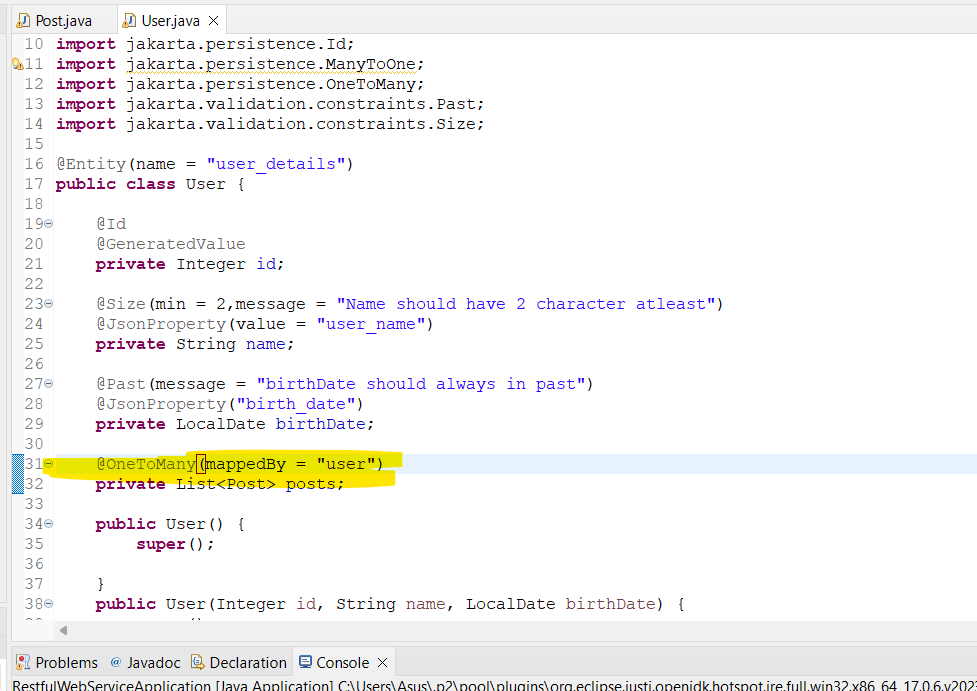 Post.java
User.java
10 import jakarta.persistence.Id;
11 import jakarta.persistence.ManyToOne;
12 import jakarta.persistence.OneToMany;
13 import jakarta.validation.constraints.Past;
14 import jakarta.validation.constraints.Size;
15
16 @Entity(name = "user_details")
17 public class User {
18
19 @Id
20 @GeneratedValue
21 private Integer id;
22
23 @Size(min = 2,message = "Name should have 2 character atleast")
24 @JsonProperty(value = "user_name")
25 private String name;
26
27 @Past(message = "birthDate should always in past")
28 @JsonProperty("birth_date")
29 private LocalDate birthDate;
30
31 @OneToMany(mappedBy = "user")
32 private List<Post> posts;
33
34 public User() {
35 super();
36
37 }
38 public User(Integer id, String name, LocalDate birthDate) {
Problems @ Javadoc Declaration Console
RestfulWebServiceApplication [Java Application] C:\Users\Asus\.p2\pool\plugins\org.eclipse.justj.openjdk.hotspot.jre.full.win32.x86_64_17.0.6.v202